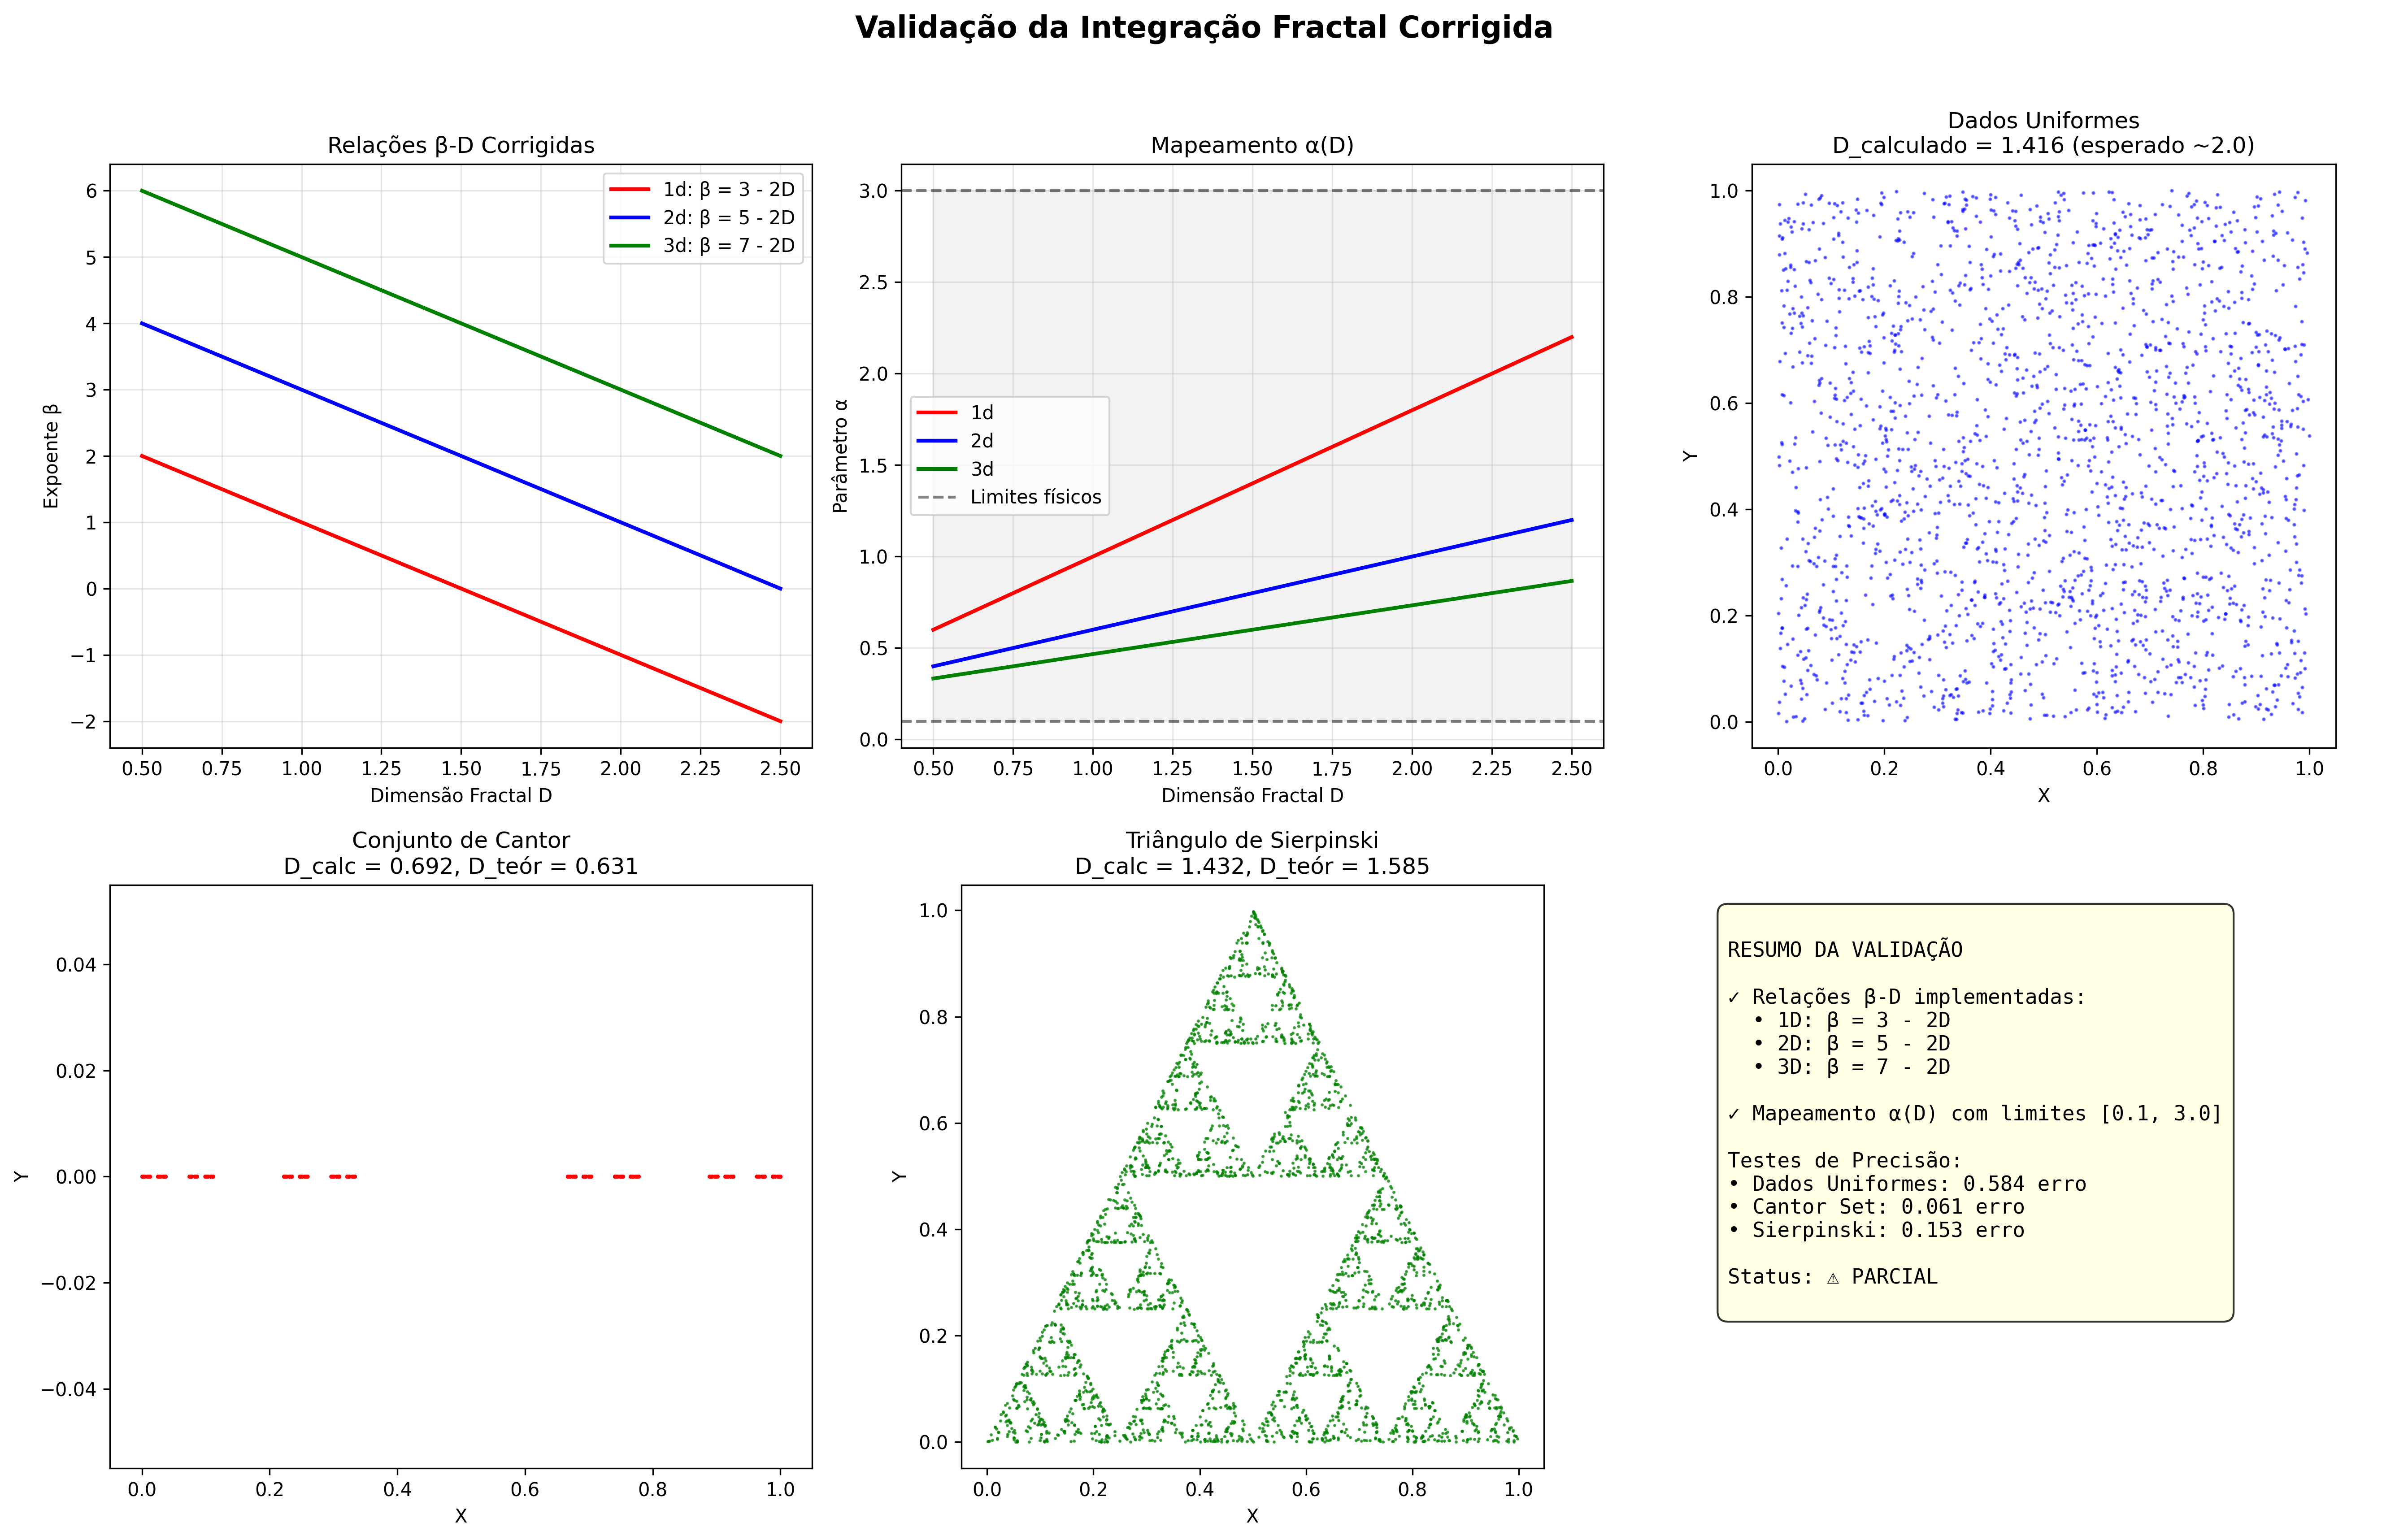 Validação da Integração Fractal Corrigida
Relações β-D Corrigidas
6
5
4
3
2
1
0
−1
−2
Expoente β
0.50 0.75 1.00 1.25 1.50 1.75 2.00 2.25 2.50
Dimensão Fractal D
1d: β = 3 - 2D
2d: β = 5 - 2D
3d: β = 7 - 2D
Mapeamento α(D)
3.0
2.5
2.0
1.5
1.0
0.5
0.0
Parâmetro α
0.50 0.75 1.00 1.25 1.50 1.75 2.00 2.25 2.50
Dimensão Fractal D
1d
2d
3d
Limites físicos
Dados Uniformes
D_calculado = 1.416 (esperado ~2.0)
1.0
0.8
0.6
0.4
0.2
0.0
Y
0.0 0.2 0.4 0.6 0.8 1.0
X
Conjunto de Cantor
D_calc = 0.692, D_teór = 0.631
0.04
0.02
0.00
−0.02
−0.04
Y
0.0 0.2 0.4 0.6 0.8 1.0
X
Triângulo de Sierpinski
D_calc = 1.432, D_teór = 1.585
1.0
0.8
0.6
0.4
0.2
0.0
Y
0.0 0.2 0.4 0.6 0.8 1.0
X
RESUMO DA VALIDAÇÃO
✓ Relações β-D implementadas:
• 1D: β = 3 - 2D
• 2D: β = 5 - 2D
• 3D: β = 7 - 2D
✓ Mapeamento α(D) com limites [0.1, 3.0]
Testes de Precisão:
• Dados Uniformes: 0.584 erro
• Cantor Set: 0.061 erro
• Sierpinski: 0.153 erro
Status: ⚠ PARCIAL